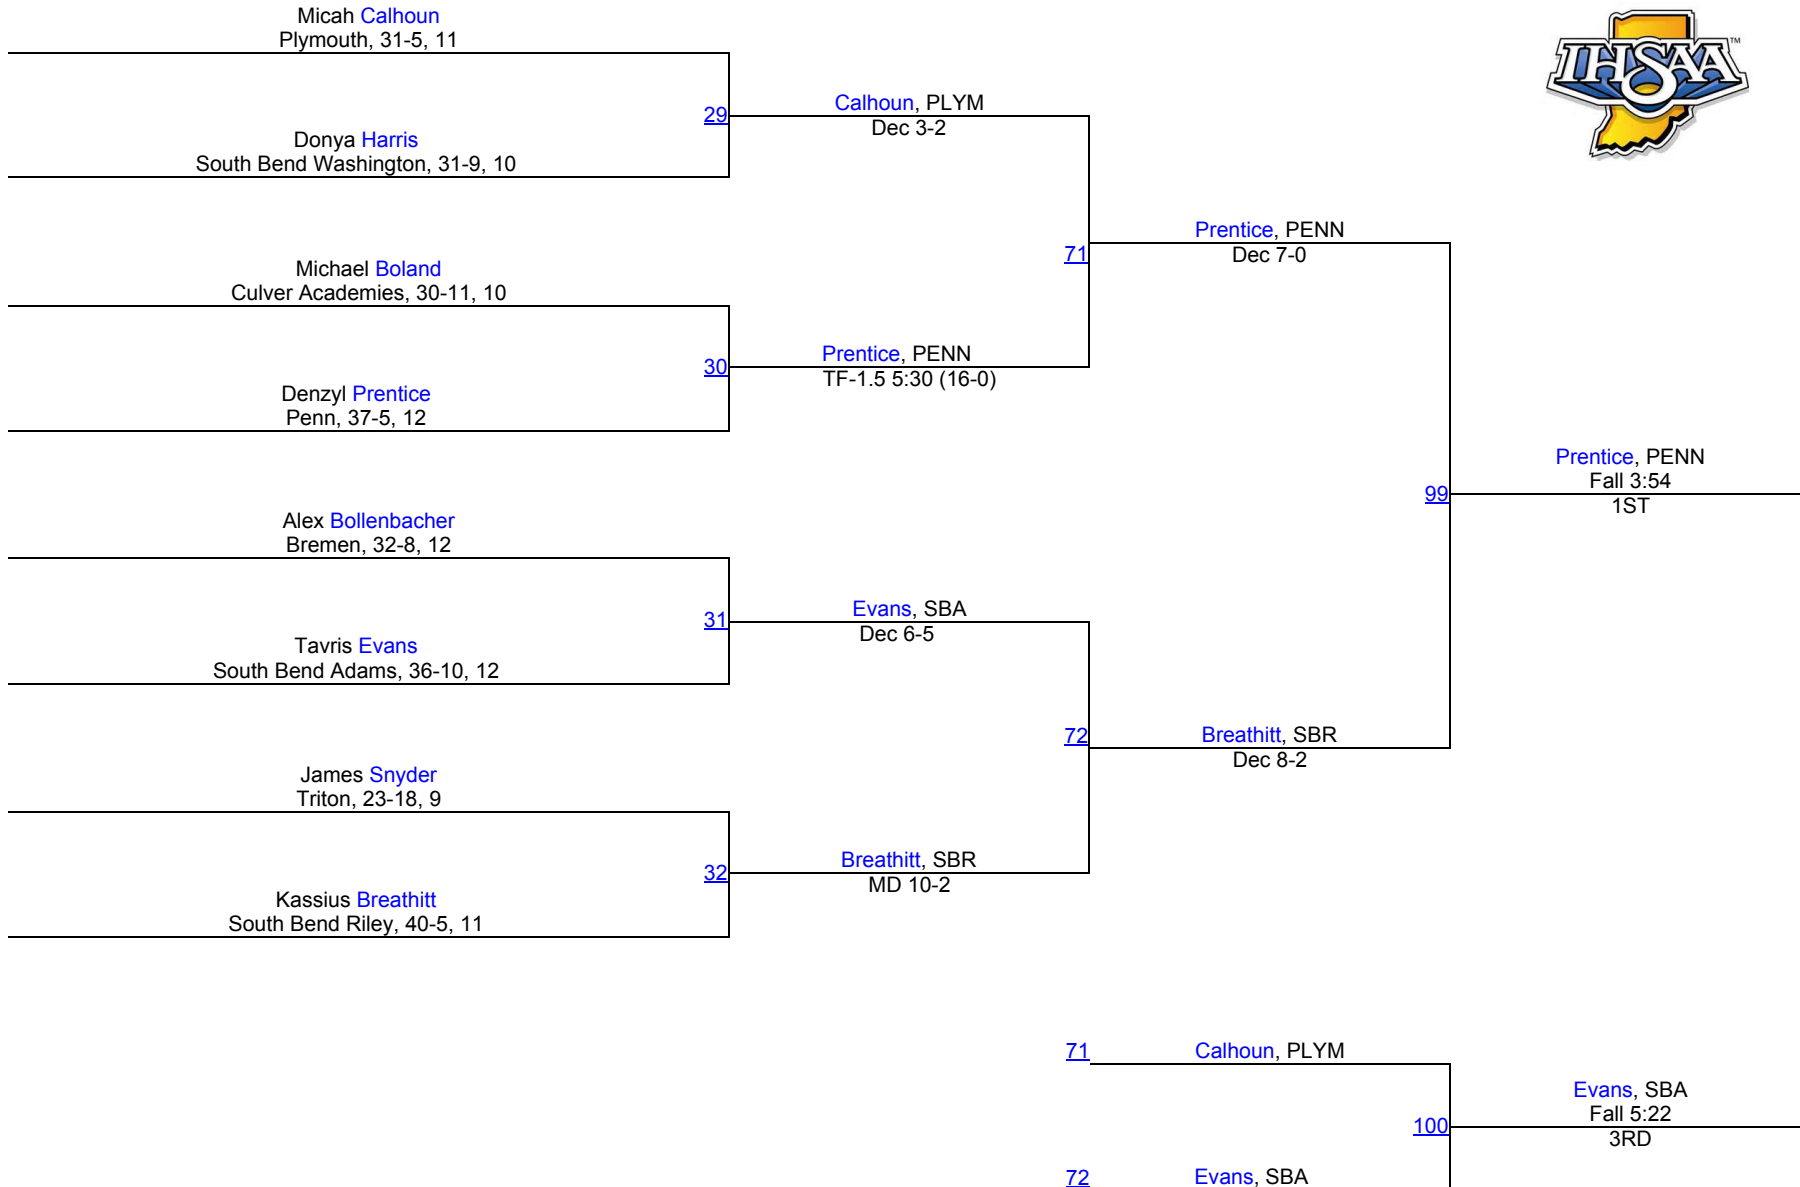 Micah Calhoun
Plymouth, 31-5, 11
IHSAA
TM
29
Calhoun, PLYM
Dec 3-2
Donya Harris
South Bend Washington, 31-9, 10
71
Prentice, PENN
Dec 7-0
Michael Boland
Culver Academies, 30-11, 10
30
Prentice, PENN
TF-1.5 5:30 (16-0)
Denzyl Prentice
Penn, 37-5, 12
99
Prentice, PENN
Fall 3:54
1ST
Alex Bollenbacher
Bremen, 32-8, 12
31
Evans, SBA
Dec 6-5
Tavris Evans
South Bend Adams, 36-10, 12
72
Breathitt, SBR
Dec 8-2
James Snyder
Triton, 23-18, 9
32
Breathitt, SBR
MD 10-2
Kassius Breathitt
South Bend Riley, 40-5, 11
71
Calhoun, PLYM
100
Evans, SBA
Fall 5:22
3RD
72
Evans, SBA